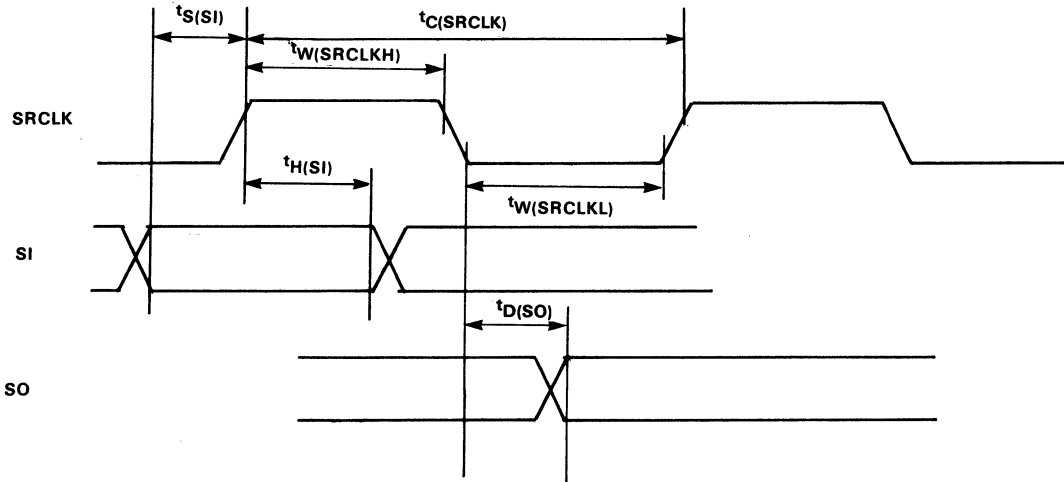 tS(SI)
tC(SRCLK)
tW(SRCLKH)
SRCLK
tH(SI)
tW(SRCLKL)
SI
tD(SO)
SO